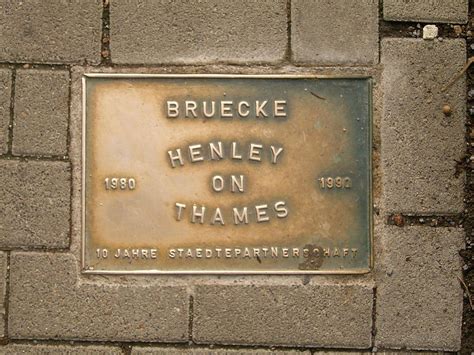 BRUECKE
HENLEY
1980 ON 1990
THAMES
10 JAHRE STAEDTEPARTNERSCHAFT